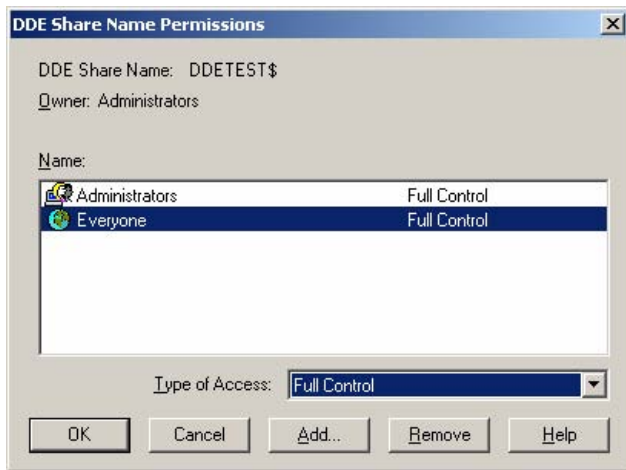 DDE Share Name Permissions
DDE Share Name: DDETEST$
Owner: Administrators
Name:
Administrators Full Control
Everyone Full Control
Type of Access: Full Control
OK Cancel Add... Remove Help